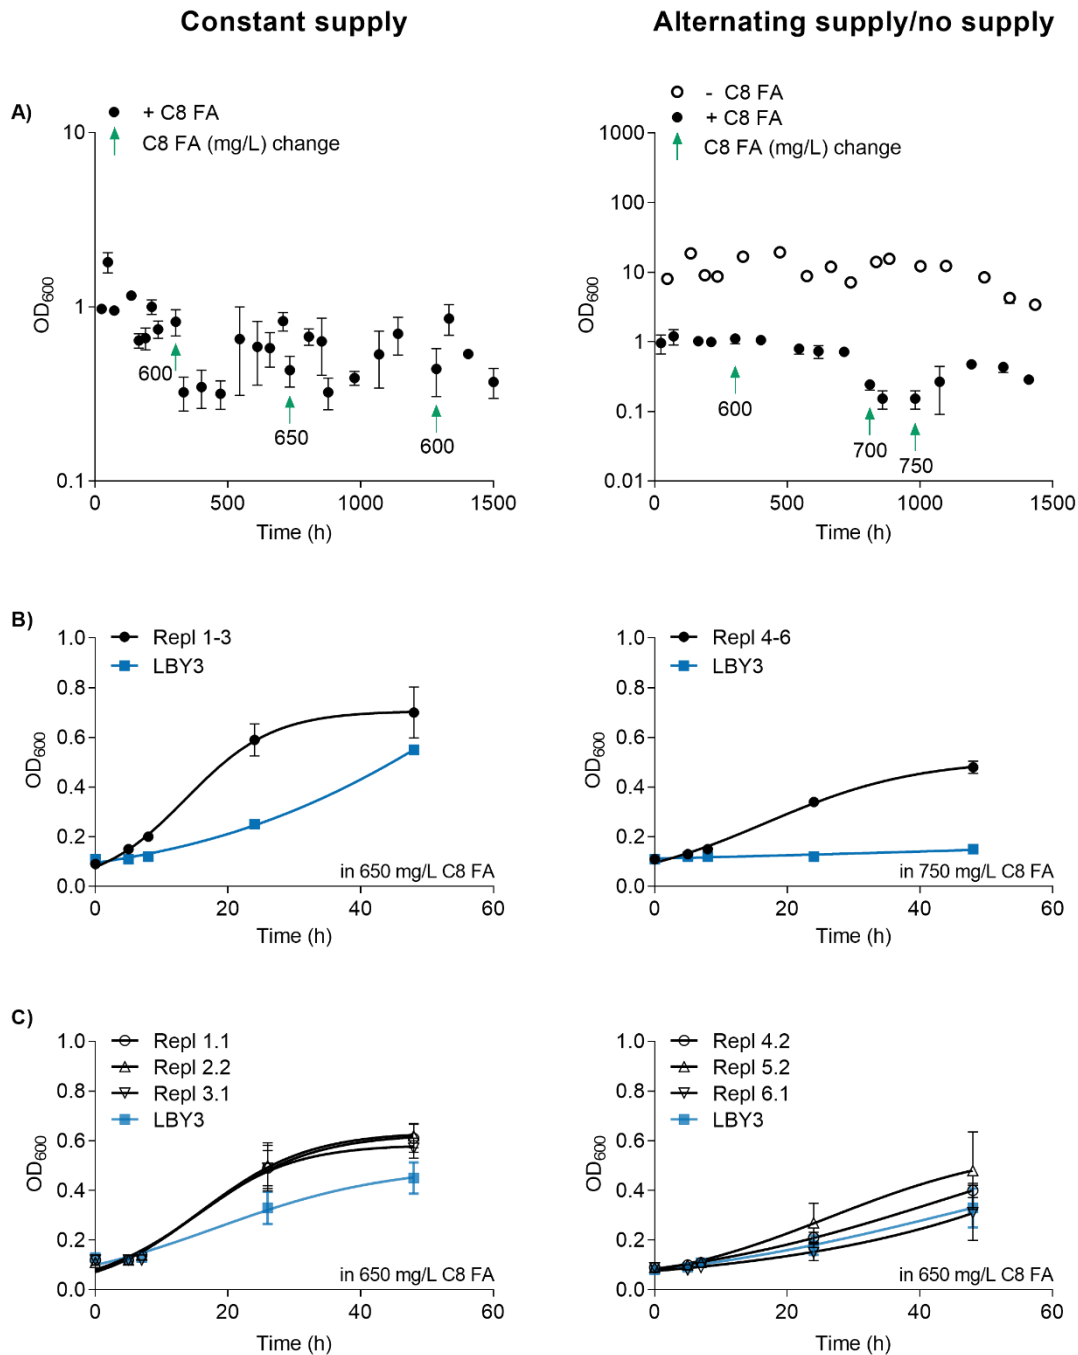 Constant supply
Alternating supply/no supply
A)
+ C8 FA
C8 FA (mg/L) change
10
1
0.1
OD600
600
650
600
0
500
1000
1500
Time (h)
- C8 FA
+ C8 FA
C8 FA (mg/L) change
1000
100
10
1
0.1
0.01
OD600
600
700
750
0
500
1000
1500
Time (h)
B)
Repl 1-3
LBY3
1.0
0.8
0.6
0.4
0.2
0.0
OD600
in 650 mg/L C8 FA
0
20
40
60
Time (h)
Repl 4-6
LBY3
1.0
0.8
0.6
0.4
0.2
0.0
OD600
in 750 mg/L C8 FA
0
20
40
60
Time (h)
C)
Repl 1.1
Repl 2.2
Repl 3.1
LBY3
1.0
0.8
0.6
0.4
0.2
0.0
OD600
in 650 mg/L C8 FA
0
20
40
60
Time (h)
Repl 4.2
Repl 5.2
Repl 6.1
LBY3
1.0
0.8
0.6
0.4
0.2
0.0
OD600
in 650 mg/L C8 FA
0
20
40
60
Time (h)